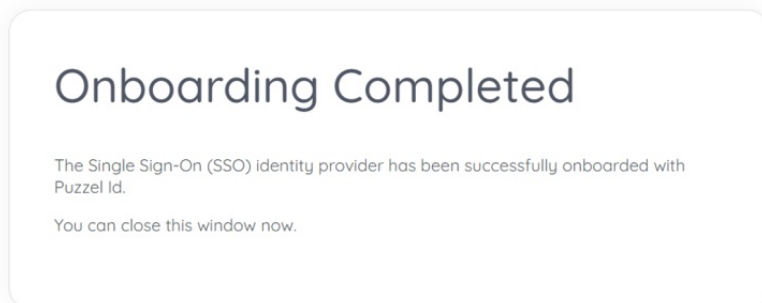 Onboarding Completed
The Single Sign-On (SSO) identity provider has been successfully onboarded with
Puzzel Id.
You can close this window now.